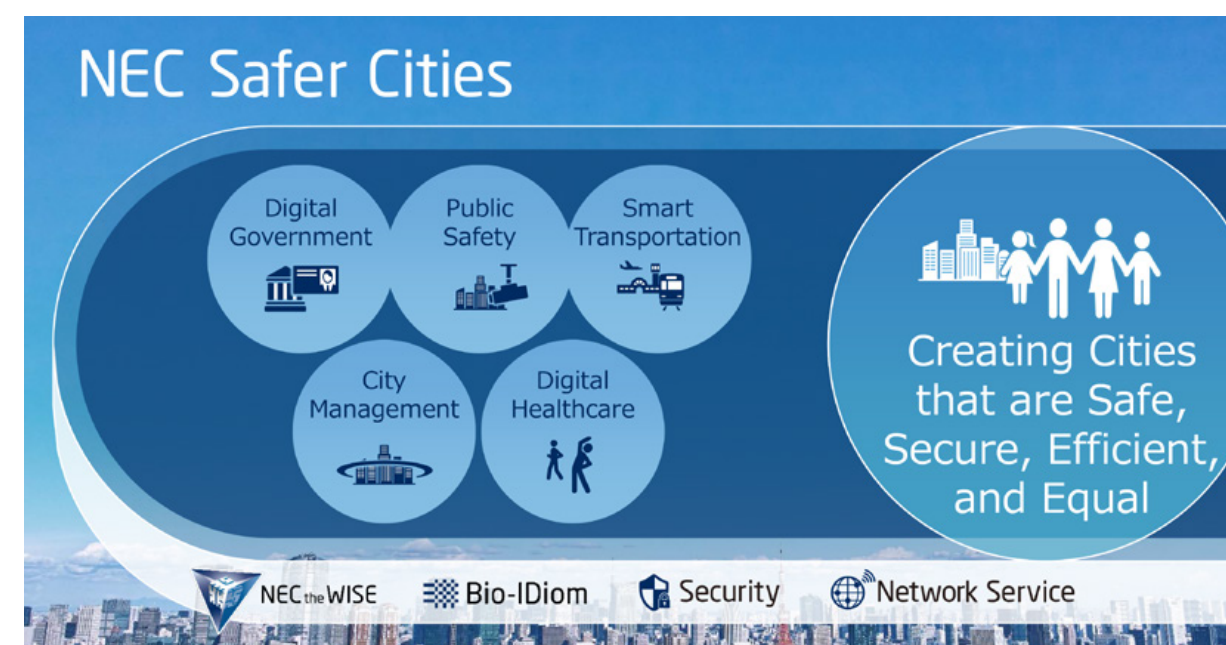 NEC Safer Cities
Digital
Government
Public
Safety
Smart
Transportation
City
Management
Digital
Healthcare
Creating Cities
that are Safe,
Secure, Efficient,
and Equal
NEC the WISE
Bio-IDiom
Security
Network Service